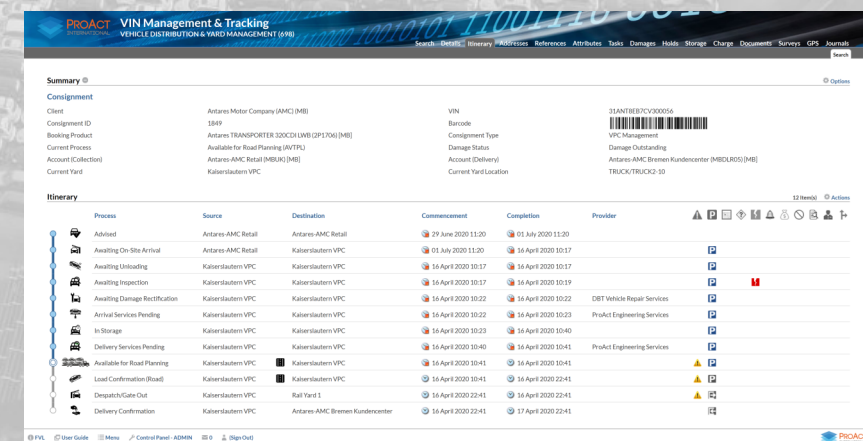 PROACT INTERNATIONAL
VIN Management & Tracking
VEHICLE DISTRIBUTION & YARD MANAGEMENT (698)
Search Details Itinerary Addresses References Attributes Tasks Damages Holds Storage Charge Documents Surveys GPS Journals
Search
Summary Options
Consignment
Client Antares Motor Company (AMC) (MB) VIN 31ANT8EB7CV300056
Consignment ID 1849 Barcode
Booking Product Antares TRANSPORTER 320CDI LWB (2P1706) [MB] Consignment Type VPC Management
Current Process Available for Road Planning (AVTPL) Damage Status Damage Outstanding
Account (Collection) Antares-AMC Retail (MBUK) [MB] Account (Delivery) Antares-AMC Bremen Kundencenter (MBDLR05) [MB]
Current Yard Kaiserslautern VPC Current Yard Location TRUCK/TRUCK2-10
Itinerary 12 Item(s) Actions
Process Source Destination Commencement Completion Provider
Advised Antares-AMC Retail Antares-AMC Retail 29 June 2020 11:20 01 July 2020 11:20
Awaiting On-Site Arrival Antares-AMC Retail Kaiserslautern VPC 01 July 2020 11:20 16 April 2020 10:17 P
Awaiting Unloading Kaiserslautern VPC Kaiserslautern VPC 16 April 2020 10:17 16 April 2020 10:17 P
Awaiting Inspection Kaiserslautern VPC Kaiserslautern VPC 16 April 2020 10:17 16 April 2020 10:19 P
Awaiting Damage Rectification Kaiserslautern VPC Kaiserslautern VPC 16 April 2020 10:22 16 April 2020 10:22 DBT Vehicle Repair Services P
Arrival Services Pending Kaiserslautern VPC Kaiserslautern VPC 16 April 2020 10:22 16 April 2020 10:23 ProAct Engineering Services P
In Storage Kaiserslautern VPC Kaiserslautern VPC 16 April 2020 10:23 16 April 2020 10:40 P
Delivery Services Pending Kaiserslautern VPC Kaiserslautern VPC 16 April 2020 10:40 16 April 2020 10:41 ProAct Engineering Services P
Available for Road Planning Kaiserslautern VPC Kaiserslautern VPC 16 April 2020 10:41 16 April 2020 10:41 P
Load Confirmation (Road) Kaiserslautern VPC Kaiserslautern VPC 16 April 2020 10:41 16 April 2020 22:41 P
Despatch/Gate Out Kaiserslautern VPC Rail Yard 1 16 April 2020 22:41 16 April 2020 22:41
Delivery Confirmation Kaiserslautern VPC Antares-AMC Bremen Kundencenter 16 April 2020 22:41 17 April 2020 22:41
FVL User Guide Menu Control Panel - ADMIN 0 [Sign Out] PROAC